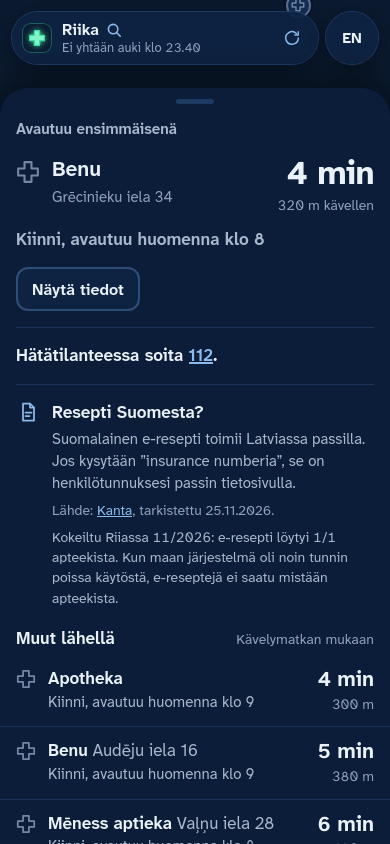 Riika
Ei yhtään auki klo 23.40
EN
Avautuu ensimmäisenä
Benu
4 min
Grēcinieku iela 34
320 m kävellen
Kiinni, avautuu huomenna klo 8
Näytä tiedot
Hätätilanteessa soita 112.
Resepti Suomesta?
Suomalainen e-resepti toimii Latviassa passilla.
Jos kysytään ”insurance numberia”, se on
henkilötunnuksesi passin tietosivulla.
Lähde: Kanta, tarkistettu 25.11.2026.
Kokeiltu Riiassa 11/2026: e-resepti löytyi 1/1
apteekista. Kun maan järjestelmä oli noin tunnin
poissa käytöstä, e-reseptejä ei saatu mistään
apteekista.
Muut lähellä
Kävelymatkan mukaan
Apotheka
4 min
Kiinni, avautuu huomenna klo 9
300 m
Benu Audēju iela 16
5 min
Kiinni, avautuu huomenna klo 9
380 m
Mēness aptieka Vaļņu iela 28
6 min